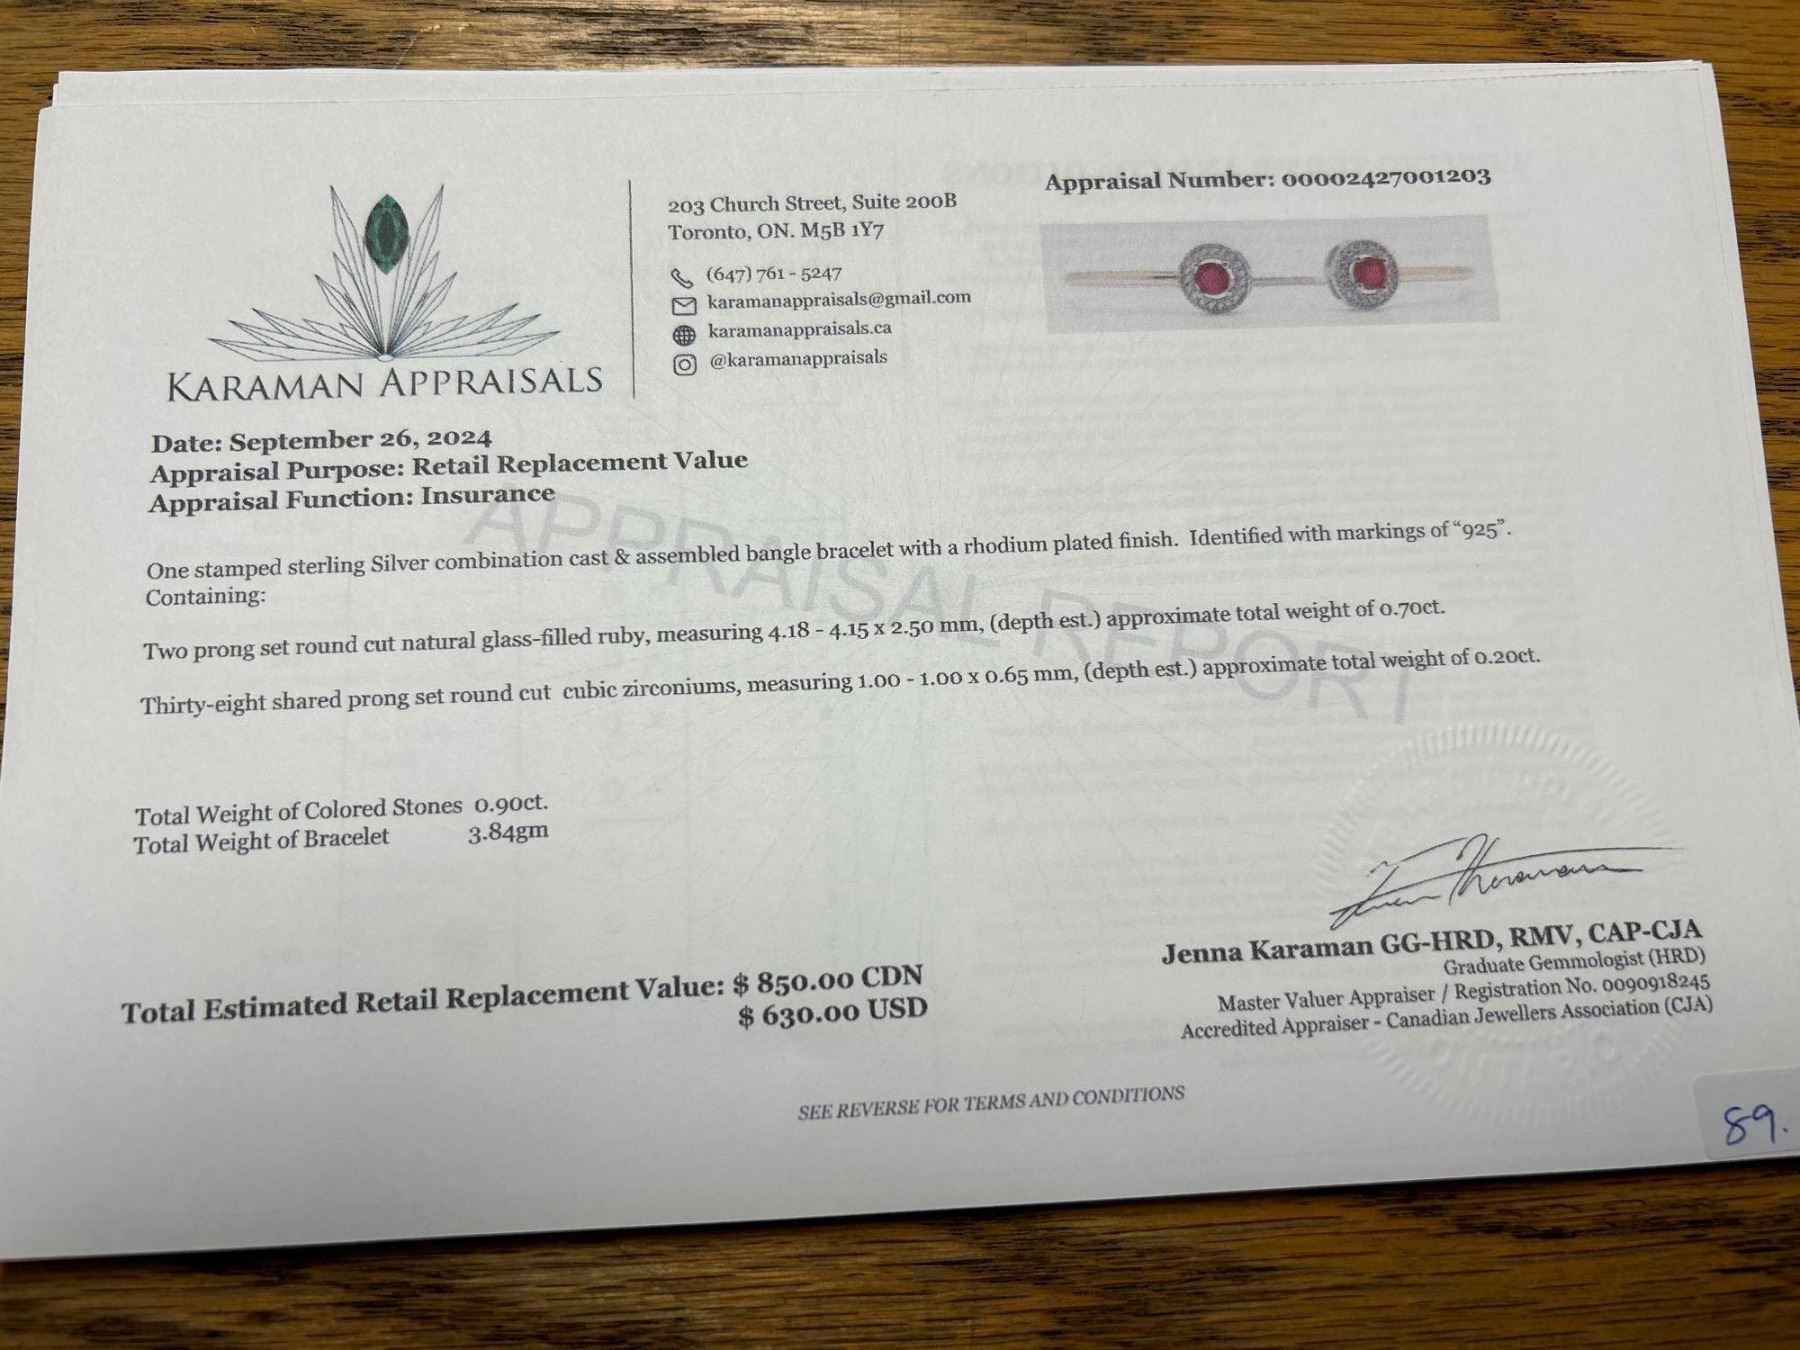 KARAMAN APPRAISALS
203 Church Street, Suite 200B
Toronto, ON. M5B 1Y7
(647) 761 - 5247
karamanappraisals@gmail.com
karamanappraisals.ca
@karamanappraisals
Appraisal Number: 00002427001203
Date: September 26, 2024
Appraisal Purpose: Retail Replacement Value
Appraisal Function: Insurance
APPRAISAL REPORT
One stamped sterling Silver combination cast & assembled bangle bracelet with a rhodium plated finish. Identified with markings of “925”.
Containing:
Two prong set round cut natural glass-filled ruby, measuring 4.18 - 4.15 x 2.50 mm, (depth est.) approximate total weight of 0.70ct.
Thirty-eight shared prong set round cut cubic zirconiums, measuring 1.00 - 1.00 x 0.65 mm, (depth est.) approximate total weight of 0.20ct.
Total Weight of Colored Stones 0.90ct.
Total Weight of Bracelet 3.84gm
Total Estimated Retail Replacement Value: $ 850.00 CDN
$ 630.00 USD
Jenna Karaman GG-HRD, RMV, CAP-CJA
Graduate Gemmologist (HRD)
Master Valuer Appraiser / Registration No. 0090918245
Accredited Appraiser - Canadian Jewellers Association (CJA)
SEE REVERSE FOR TERMS AND CONDITIONS
89.